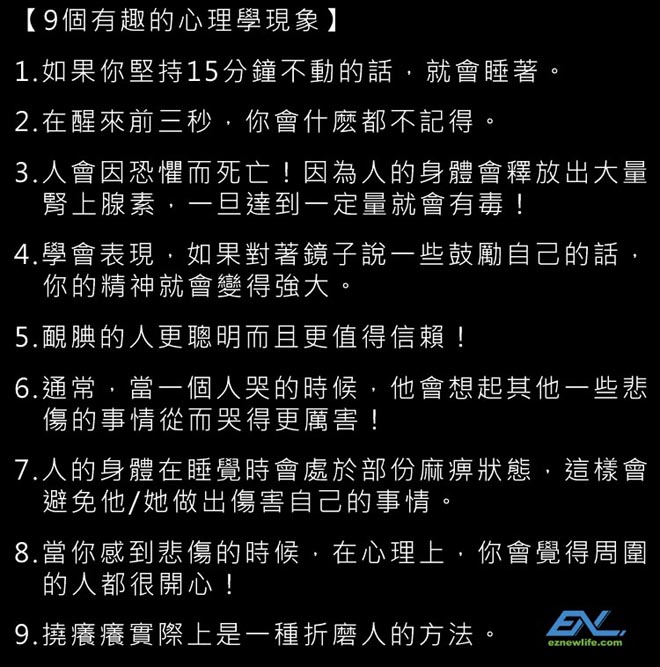 【9個有趣的心理學現象】
1.如果你堅持15分鐘不動的話，就會睡著。
2.在醒來前三秒，你會什麼都不記得。
3.人會因恐懼而死亡！因為人的身體會釋放出大量
腎上腺素，一旦達到一定量就會有毒！
4.學會表現，如果對著鏡子說一些鼓勵自己的話，
你的精神就會變得強大。
5.靦腆的人更聰明而且更值得信賴！
6.通常，當一個人哭的時候，他會想起其他一些悲
傷的事情從而哭得更厲害！
7.人的身體在睡覺時會處於部份麻痹狀態，這樣會
避免他/她做出傷害自己的事情。
8.當你感到悲傷的時候，在心理上，你會覺得周圍
的人都很開心！
9.撓癢癢實際上是一種折磨人的方法。
ENL
eznewlife.com